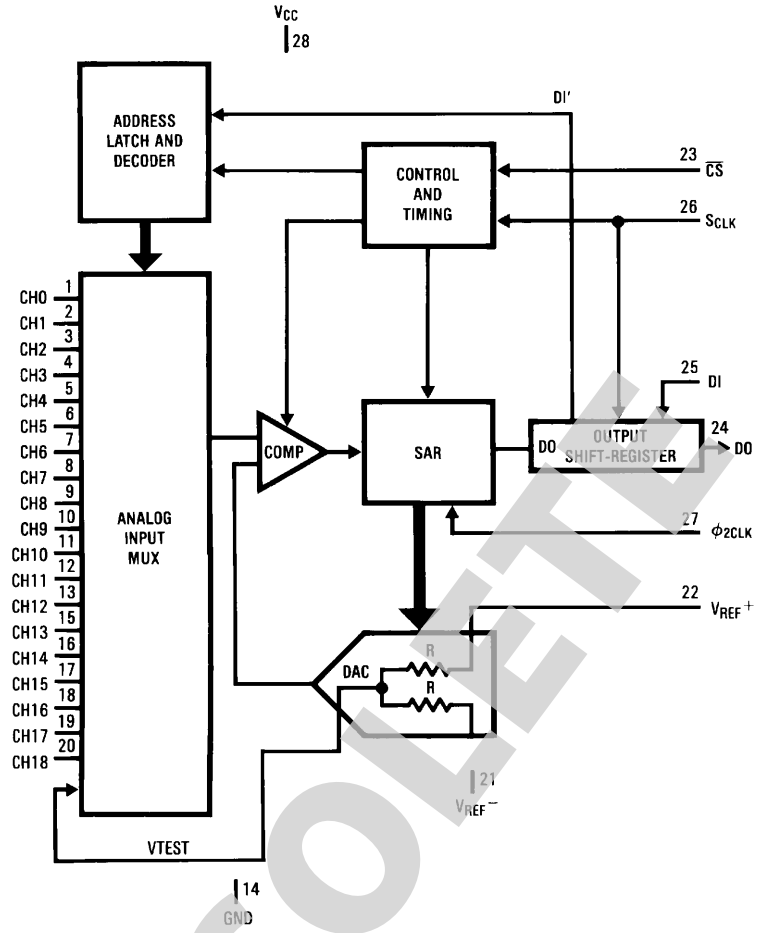 VCC
28
ADDRESS
LATCH AND
DECODER
DI′
CONTROL
AND
TIMING
23
CS
26
SCLK
CH0 1
CH1 2
CH2 3
CH3 4
CH4 5
CH5 6
CH6 7
CH7 8
CH8 9
CH9 10
CH10 11
CH11 12
CH12 13
CH13 15
CH14 16
CH15 17
CH16 18
CH17 19
CH18 20
ANALOG
INPUT
MUX
COMP
SAR
25
DI
DO
OUTPUT
SHIFT-REGISTER
24
DO
27
ϕ2CLK
22
VREF+
DAC
R
R
21
VREF−
VTEST
14
GND
OLETE